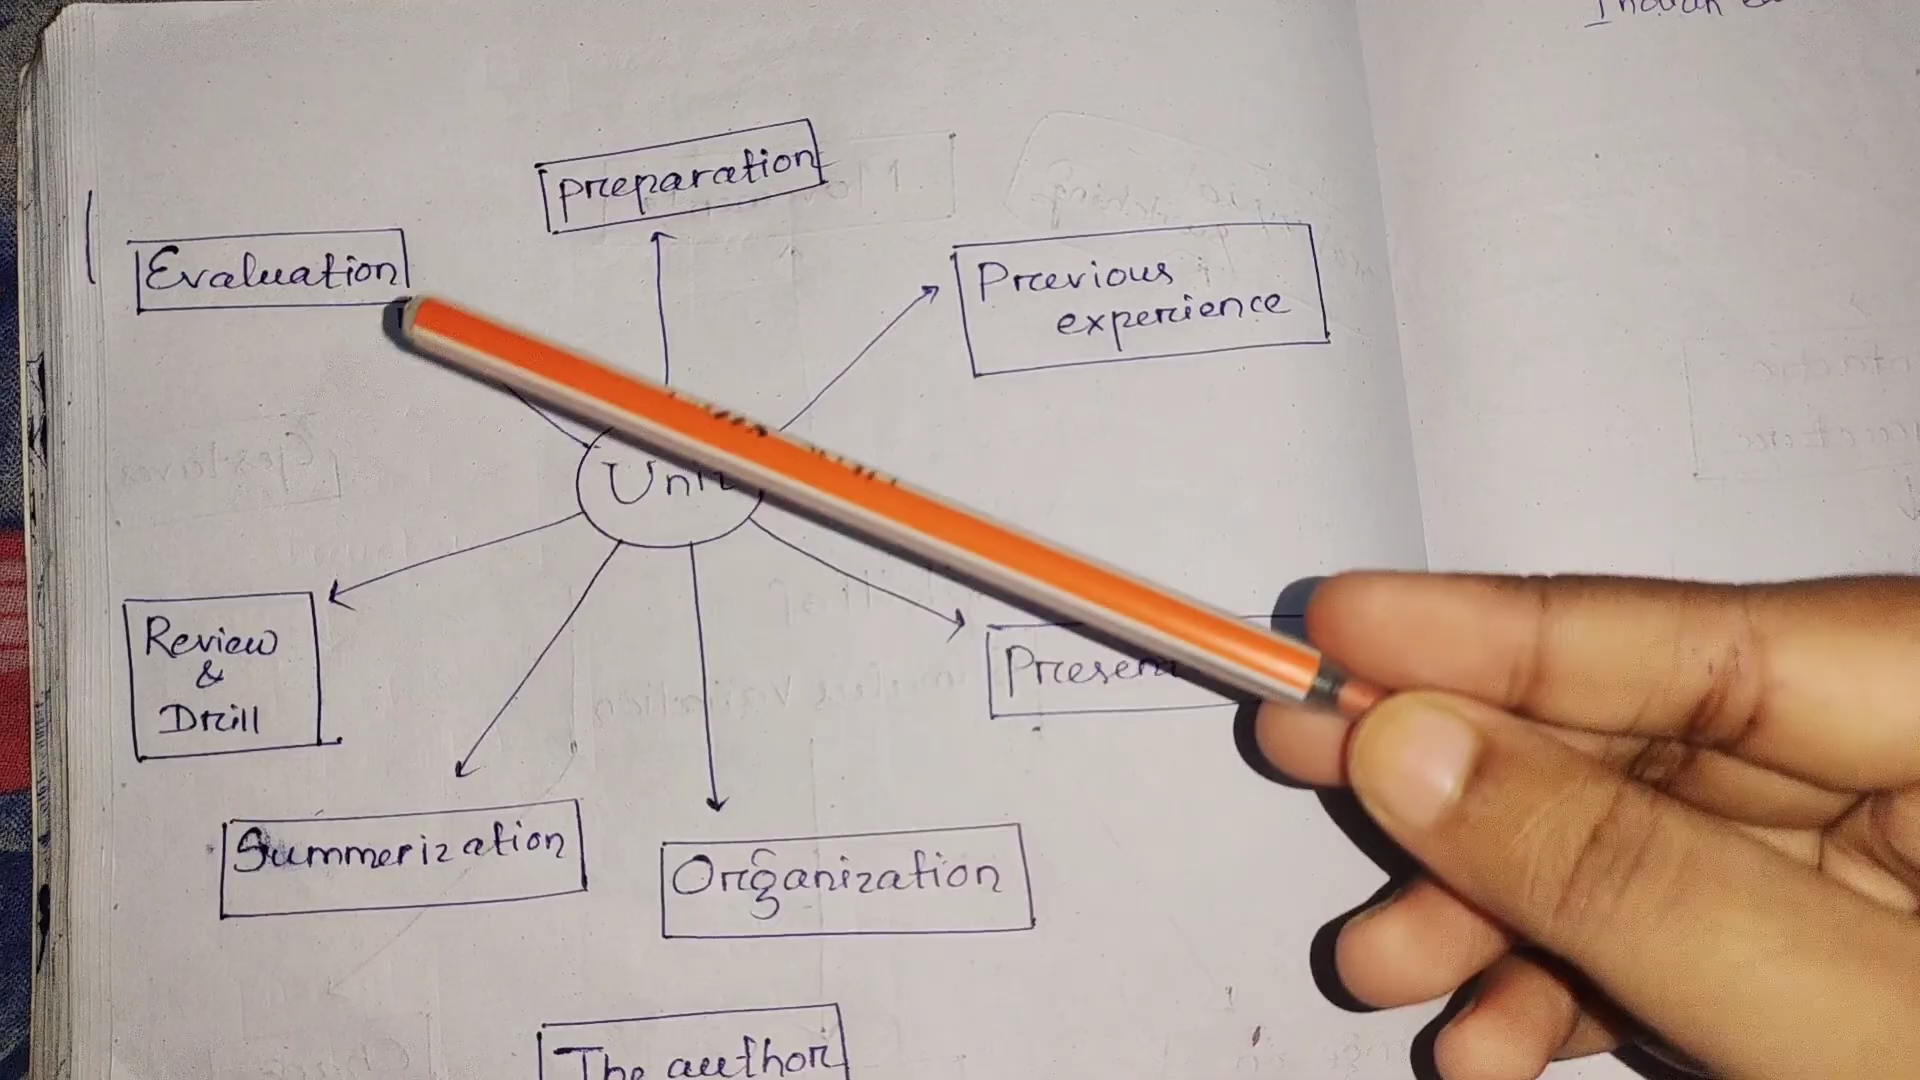 preparation
Evaluation
Previous
experience
Review
&
Drill
Summerization
Organization
The author